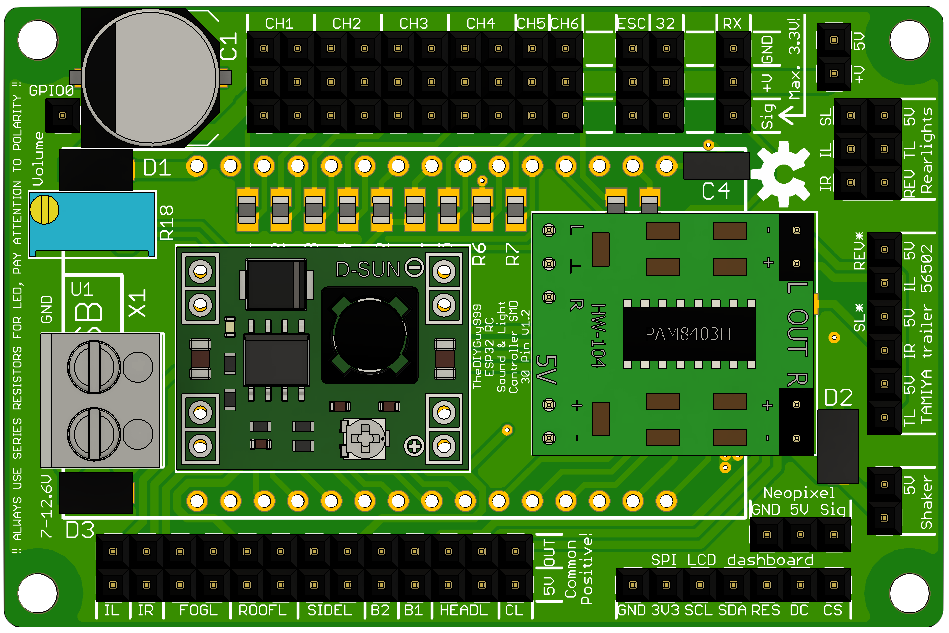 CH1 CH2 CH3 CH4 CH5 CH6 ESC 32 RX
GND
+V
Sig
Max. 3.3V!
5V
+V
C1
GPIO0
Volume
!! ALWAYS USE SERIES RESISTORS FOR LED, PAY ATTENTION TO POLARITY !!
D1
C4
SL
IL
IR
5V
TL
REV
Rearlights
R18
R6
R7
U1
SB
X1
GND
7-12.6V
D3
D-SUN
TheDIYGuy999
ESP32 RC
Sound & Light
Controller SMD
30 Pin V1.2
L
T
R
5V
HW-104
PAM8403H
L OUT R
REV*
SL*
5V
IL
5V
IR
5V
TL
TAMIYA trailer 56502
D2
5V
Shaker
Neopixel
GND 5V Sig
SPI LCD dashboard
GND 3V3 SCL SDA RES DC CS
OUT
5V
Common
Positive!
IL IR FOGL ROOFL SIDEL B2 B1 HEADL CL